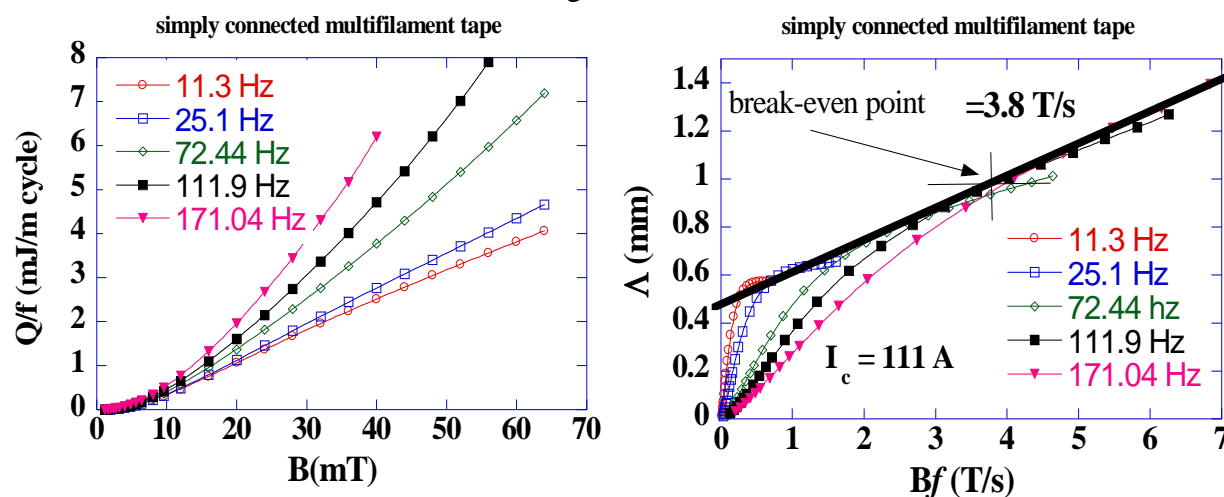 simply connected multifilament tape
8
7
6
5
4
3
2
1
0
0 10 20 30 40 50 60 70
Q/f (mJ/m cycle)
B(mT)
11.3 Hz
25.1 Hz
72.44 Hz
111.9 Hz
171.04 Hz
simply connected multifilament tape
1.4
1.2
1
0.8
0.6
0.4
0.2
0
0 1 2 3 4 5 6 7
Λ (mm)
Bf (T/s)
break-even point =3.8 T/s
11.3 Hz
25.1 Hz
72.44 hz
111.9 Hz
171.04 Hz
I_c = 111 A